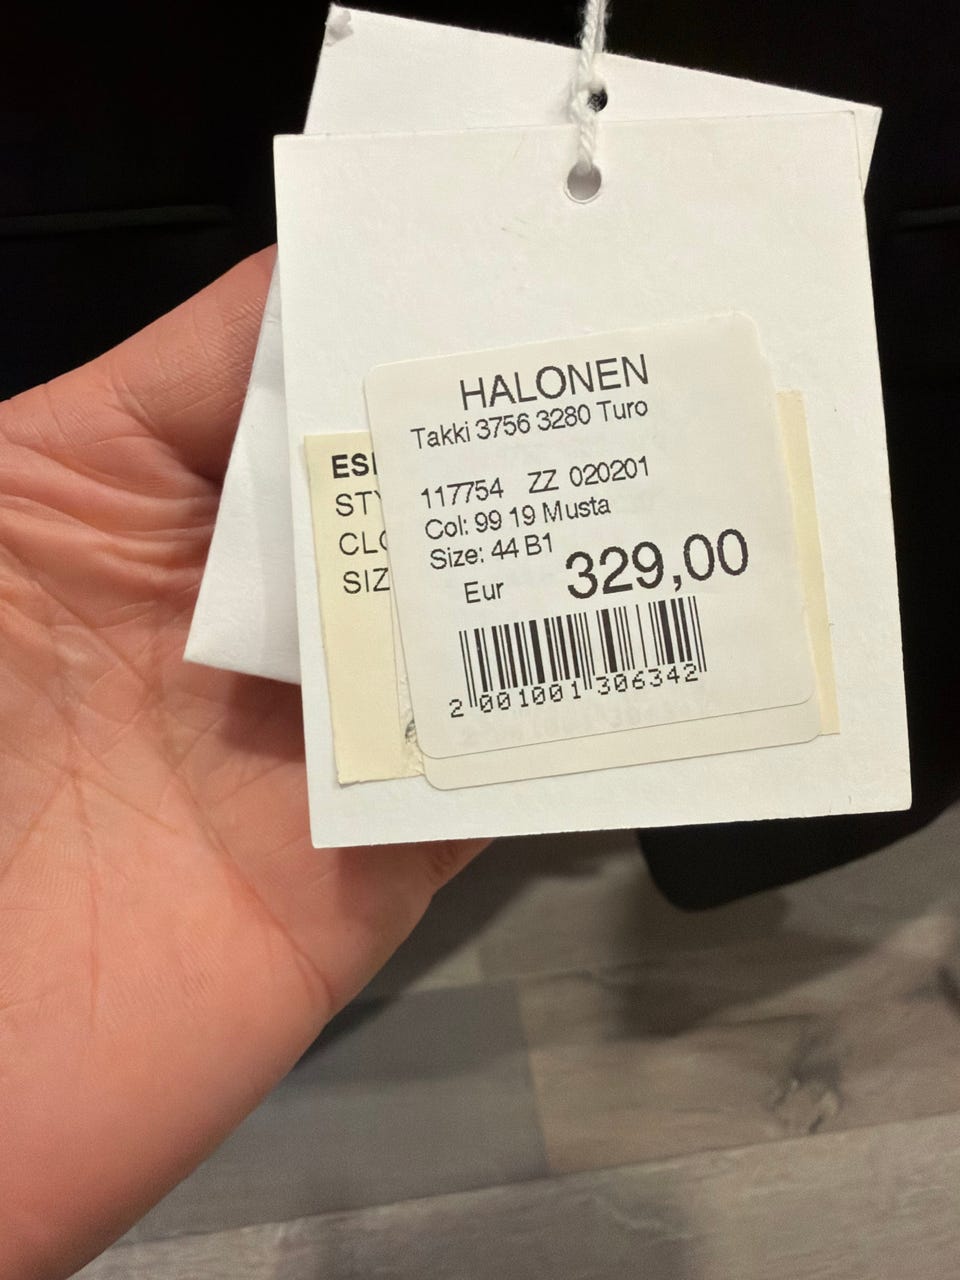 HALONEN
Takki 3756 3280 Turo
117754 ZZ 020201
Col: 99 19 Musta
Size: 44 B1
Eur 329,00
2 001001 306342
ES
STY
CLO
SIZ